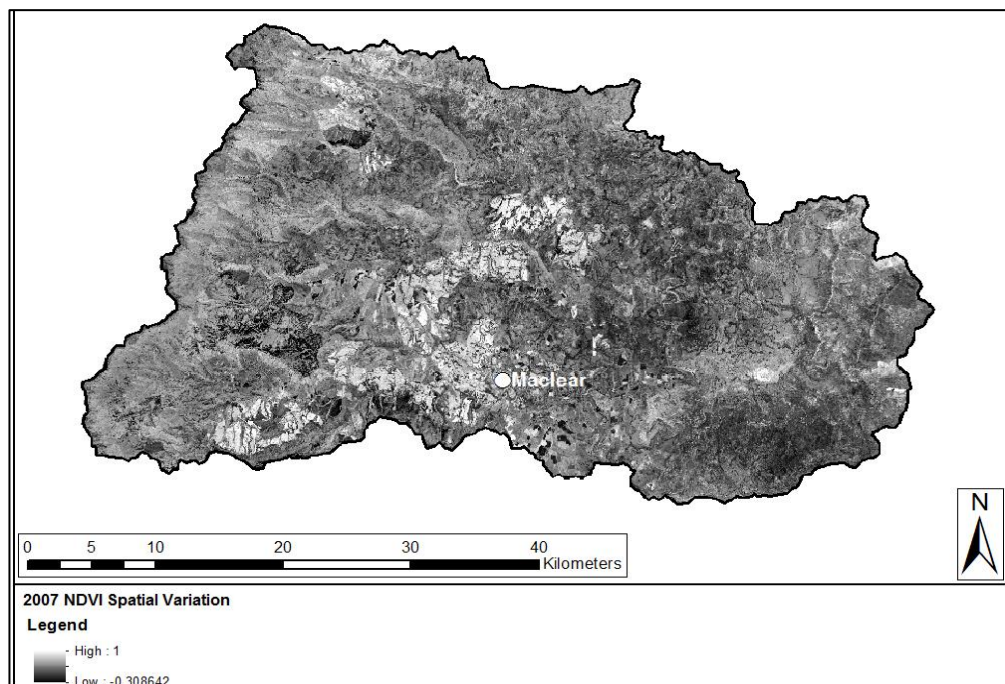 Maclear
N
0 5 10 20 30 40
Kilometers
2007 NDVI Spatial Variation
Legend
High : 1
Low : -0.308642